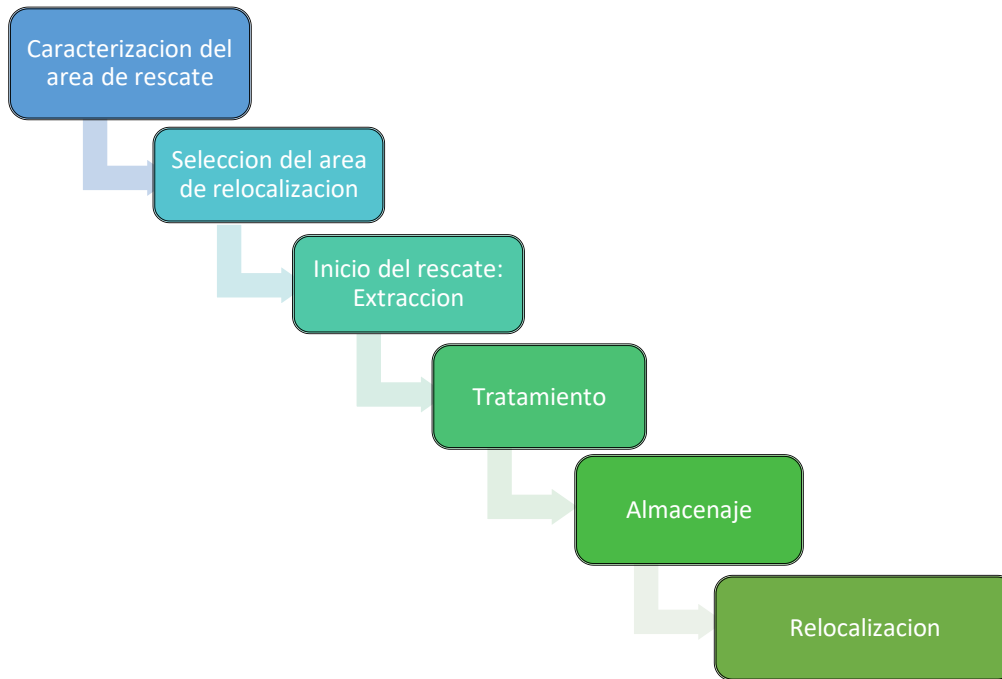 Caracterizacion del
area de rescate
Seleccion del area
de relocalizacion
Inicio del rescate:
Extraccion
Tratamiento
Almacenaje
Relocalizacion